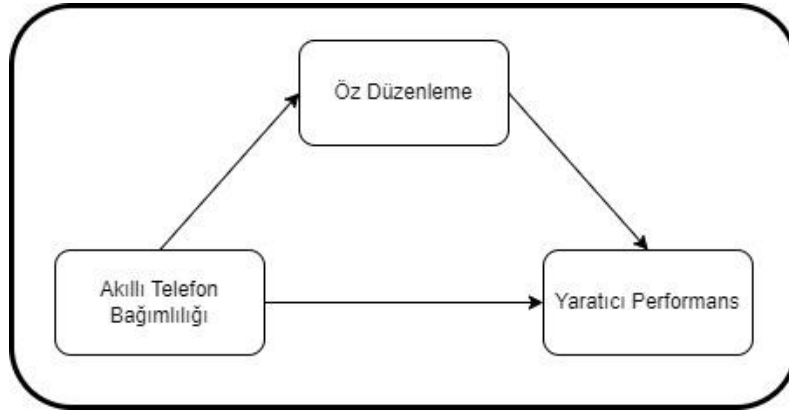 Öz Düzenleme
Akıllı Telefon
Bağımlılığı
Yaratıcı Performans